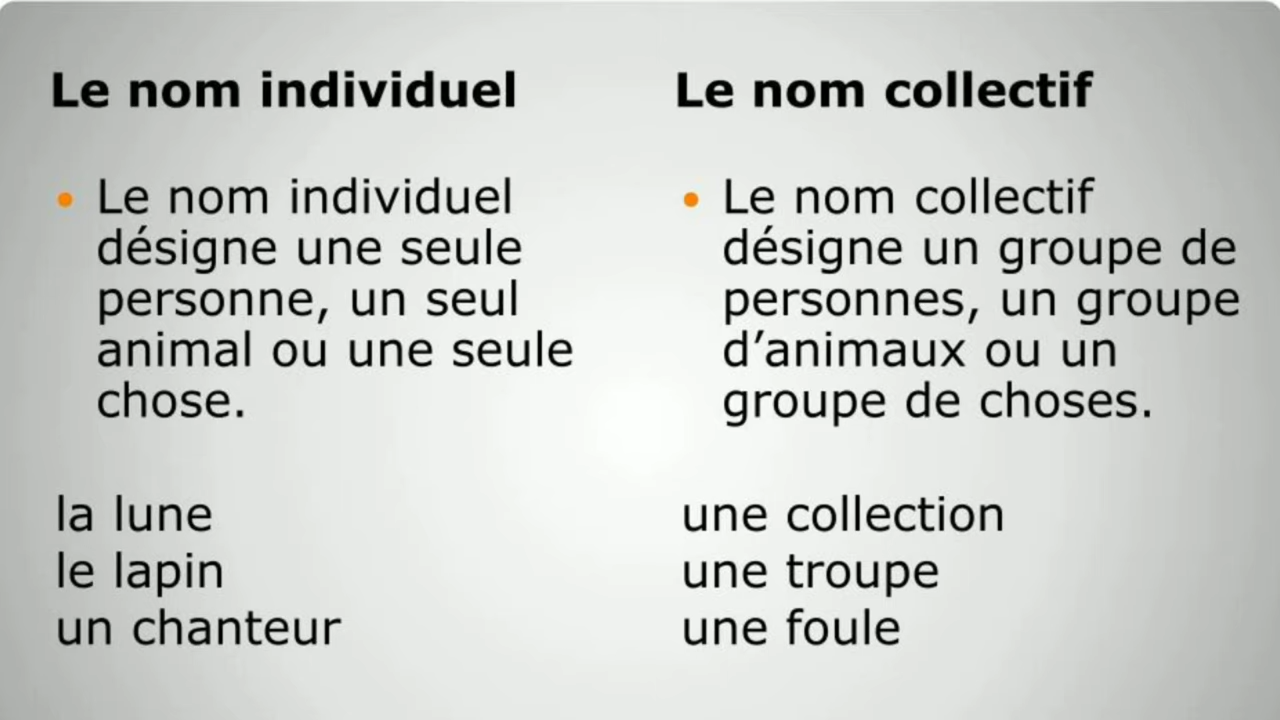 Le nom individuel
• Le nom individuel
désigne une seule
personne, un seul
animal ou une seule
chose.
la lune
le lapin
un chanteur
Le nom collectif
• Le nom collectif
désigne un groupe de
personnes, un groupe
d’animaux ou un
groupe de choses.
une collection
une troupe
une foule